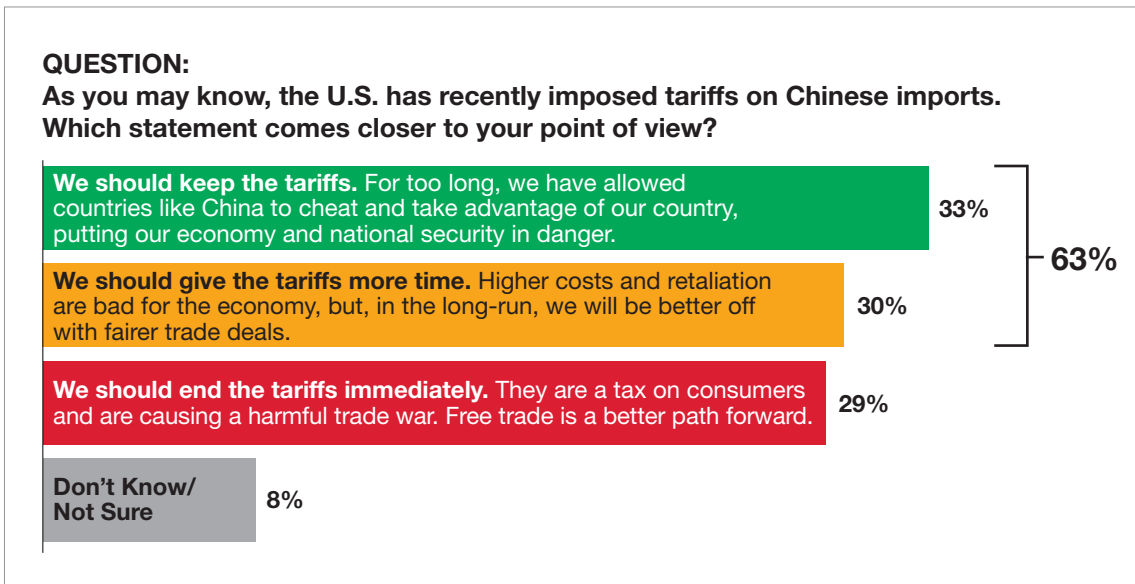 QUESTION:
As you may know, the U.S. has recently imposed tariffs on Chinese imports.
Which statement comes closer to your point of view?
We should keep the tariffs. For too long, we have allowed
countries like China to cheat and take advantage of our country,
putting our economy and national security in danger.
33%
We should give the tariffs more time. Higher costs and retaliation
are bad for the economy, but, in the long-run, we will be better off
with fairer trade deals.
30%
63%
We should end the tariffs immediately. They are a tax on consumers
and are causing a harmful trade war. Free trade is a better path forward.
29%
Don't Know/
Not Sure
8%